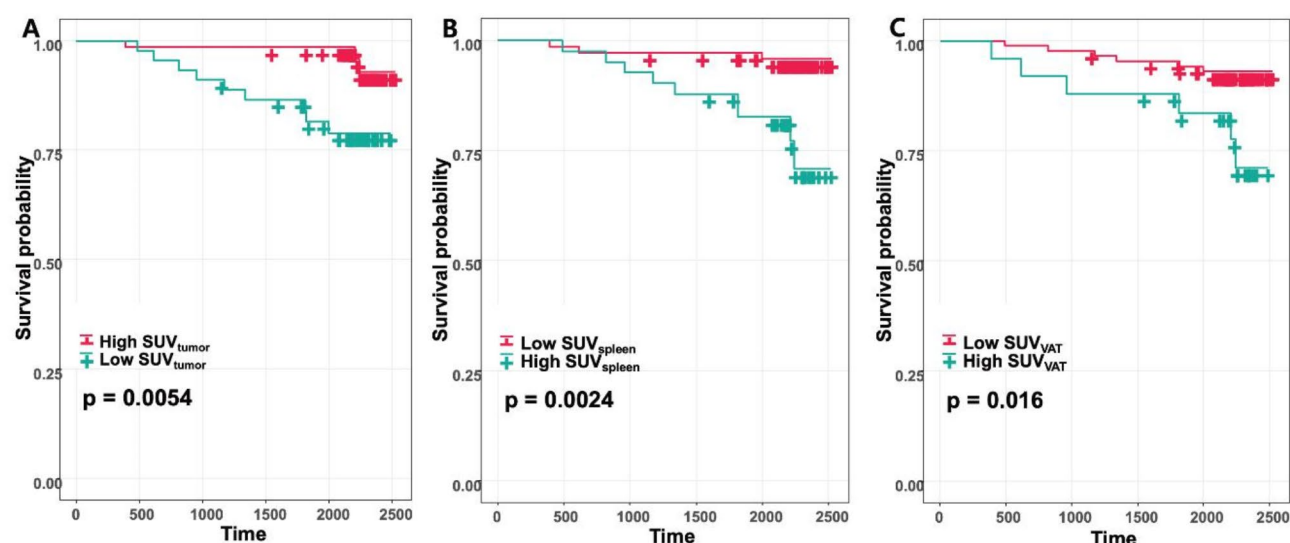 A
Survival probability
1.00
0.75
0.50
0.25
0.00
High SUVtumor
Low SUVtumor
p = 0.0054
0 500 1000 1500 2000 2500
Time
B
Survival probability
1.00
0.75
0.50
0.25
0.00
Low SUVspleen
High SUVspleen
p = 0.0024
0 500 1000 1500 2000 2500
Time
C
Survival probability
1.00
0.75
0.50
0.25
0.00
Low SUVVAT
High SUVVAT
p = 0.016
0 500 1000 1500 2000 2500
Time